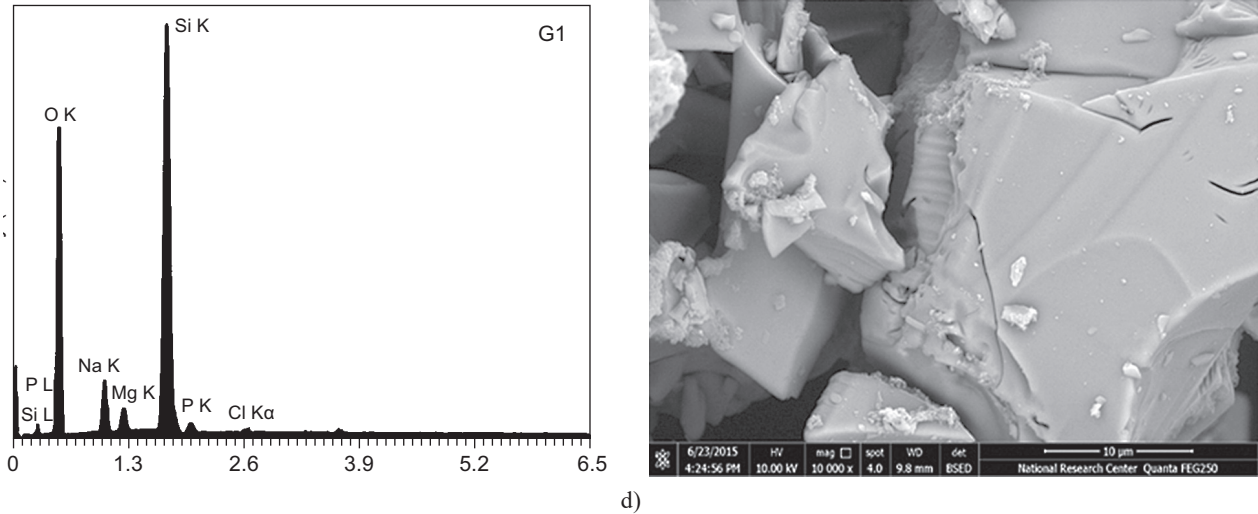 Si K
G1
O K
Na K
P L
Mg K
Si L
P K
Cl Kα
0 1.3 2.6 3.9 5.2 6.5
6/23/2015 HV mag spot WD det
4:24:56 PM 10.00 kV 10 000 x 4.0 9.8 mm BSED
10 μm
National Research Center Quanta FEG250
d)